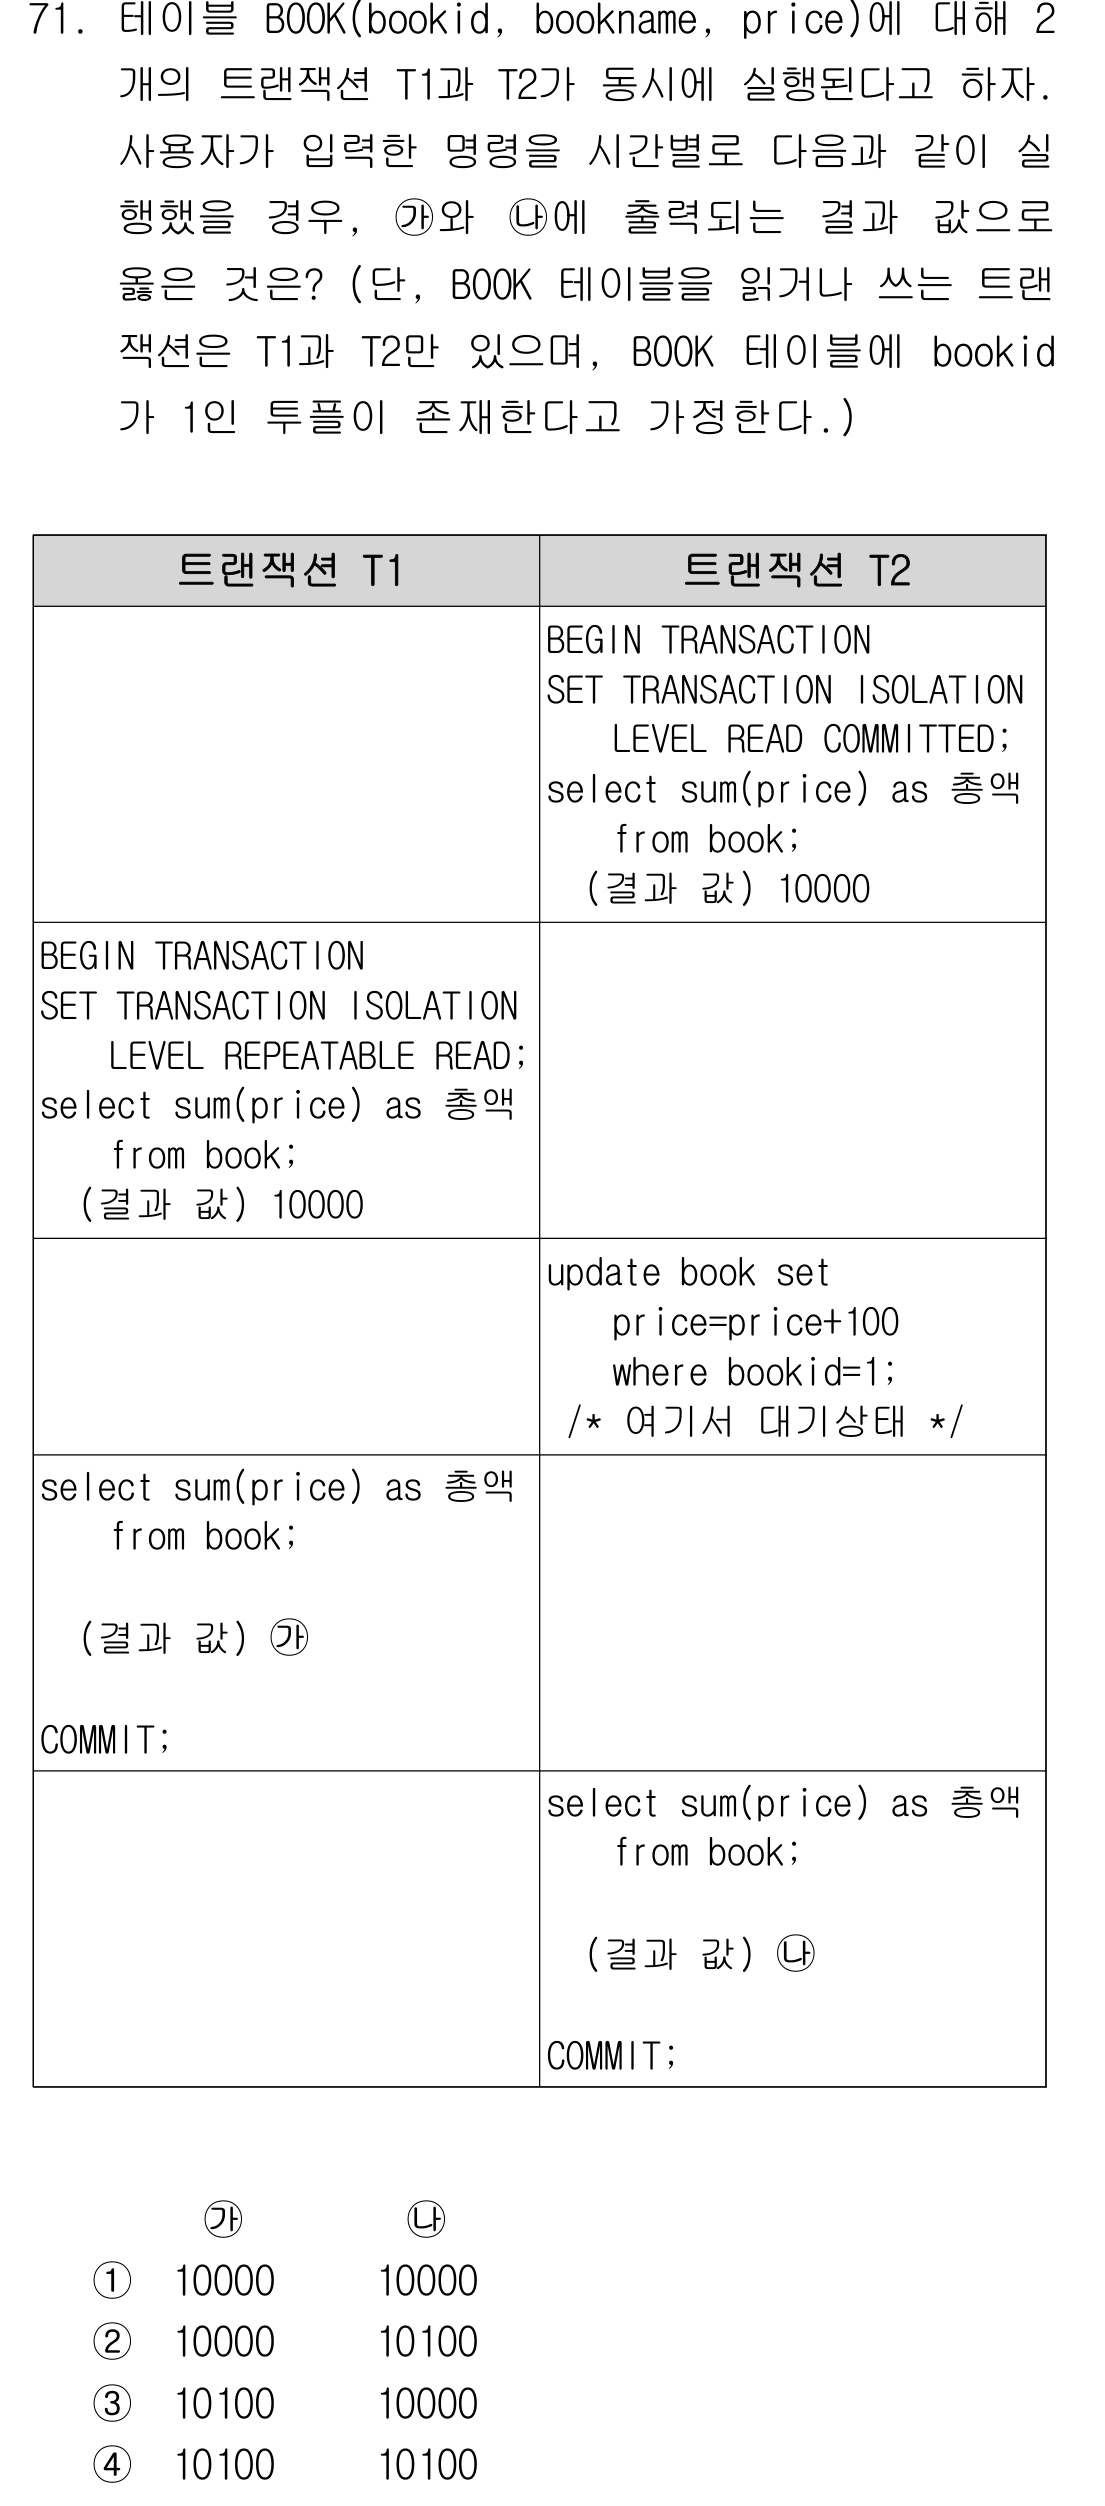 71. 테이블 BOOK(bookid, bookname, price)에 대해 2
개의 트랜잭션 T1과 T2가 동시에 실행된다고 하자.
사용자가 입력한 명령을 시간별로 다음과 같이 실
행했을 경우, ㉮와 ㉯에 출력되는 결과 값으로
옳은 것은? (단, BOOK 테이블을 읽거나 쓰는 트랜
잭션은 T1과 T2만 있으며, BOOK 테이블에 bookid
가 1인 투플이 존재한다고 가정한다.)
트랜잭션 T1 트랜잭션 T2
BEGIN TRANSACTION
SET TRANSACTION ISOLATION
LEVEL READ COMMITTED;
select sum(price) as 총액
from book;
(결과 값) 10000
BEGIN TRANSACTION
SET TRANSACTION ISOLATION
LEVEL REPEATABLE READ;
select sum(price) as 총액
from book;
(결과 값) 10000
update book set
price=price+100
where bookid=1;
/* 여기서 대기상태 */
select sum(price) as 총액
from book;
(결과 값) ㉮
COMMIT;
select sum(price) as 총액
from book;
(결과 값) ㉯
COMMIT;
㉮ ㉯
① 10000 10000
② 10000 10100
③ 10100 10000
④ 10100 10100